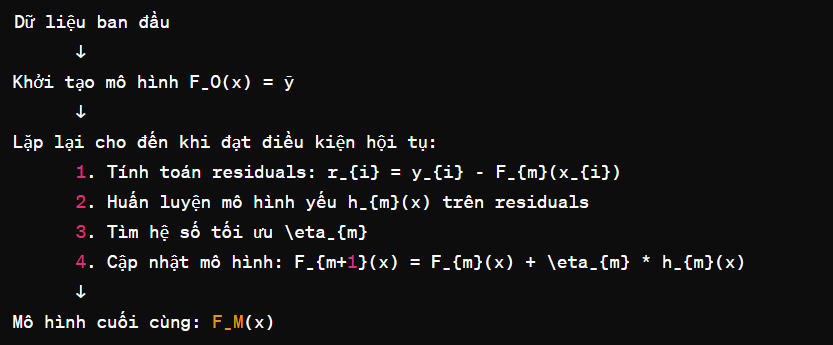 Dữ liệu ban đầu
↓
Khởi tạo mô hình F_O(x) = ȳ
↓
Lặp lại cho đến khi đạt điều kiện hội tụ:
1. Tính toán residuals: r_{i} = y_{i} - F_{m}(x_{i})
2. Huấn luyện mô hình yếu h_{m}(x) trên residuals
3. Tìm hệ số tối ưu \eta_{m}
4. Cập nhật mô hình: F_{m+1}(x) = F_{m}(x) + \eta_{m} * h_{m}(x)
↓
Mô hình cuối cùng: F_M(x)